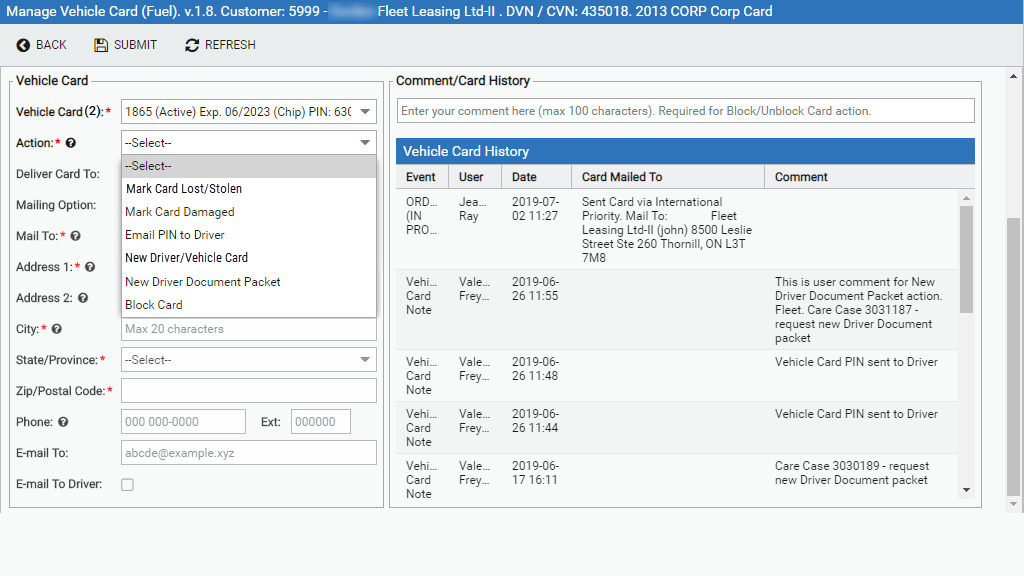 Manage Vehicle Card (Fuel). v.1.8. Customer: 5999 - Fleet Leasing Ltd-II . DVN / CVN: 435018. 2013 CORP Corp Card
BACK SUBMIT REFRESH
Vehicle Card
Vehicle Card (2):* 1865 (Active) Exp. 06/2023 (Chip) PIN: 630
Action:* --Select--
--Select--
Mark Card Lost/Stolen
Mark Card Damaged
Email PIN to Driver
New Driver/Vehicle Card
New Driver Document Packet
Block Card
Deliver Card To:
Mailing Option:
Mail To:*
Address 1:*
Address 2:
City:* Max 20 characters
State/Province:* --Select--
Zip/Postal Code:*
Phone: 000 000-0000 Ext: 000000
E-mail To: abcde@example.xyz
E-mail To Driver:
Comment/Card History
Enter your comment here (max 100 characters). Required for Block/Unblock Card action.
Vehicle Card History
Event User Date Card Mailed To Comment
ORD... Jea... 2019-07- Sent Card via International
(IN Ray 02 11:27 Priority. Mail To: Fleet
PRO... Leasing Ltd-II (john) 8500 Leslie
Street Ste 260 Thornill, ON L3T
7M8
Vehi... Vale... 2019-06- This is user comment for New
Card Frey... 26 11:55 Driver Document Packet action.
Note Fleet. Care Case 3031187 -
request new Driver Document
packet
Vehi... Vale... 2019-06- Vehicle Card PIN sent to Driver
Card Frey... 26 11:48
Note
Vehi... Vale... 2019-06- Vehicle Card PIN sent to Driver
Card Frey... 26 11:44
Note
Vehi... Vale... 2019-06- Care Case 3030189 - request
Card Frey... 17 16:11 new Driver Document packet
Note